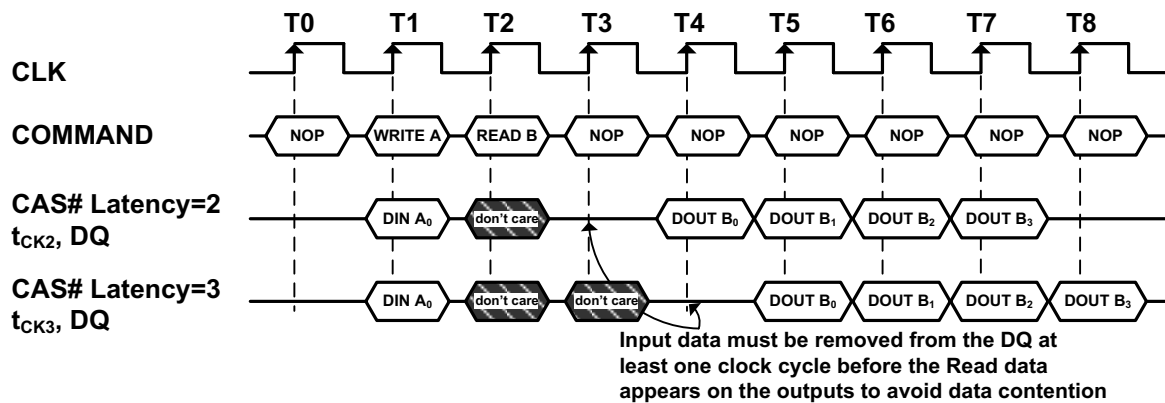 T0 T1 T2 T3 T4 T5 T6 T7 T8
CLK
COMMAND NOP WRITE A READ B NOP NOP NOP NOP NOP NOP
CAS# Latency=2
tCK2, DQ DIN A0 don't care DOUT B0 DOUT B1 DOUT B2 DOUT B3
CAS# Latency=3
tCK3, DQ DIN A0 don't care don't care DOUT B0 DOUT B1 DOUT B2 DOUT B3
Input data must be removed from the DQ at
least one clock cycle before the Read data
appears on the outputs to avoid data contention